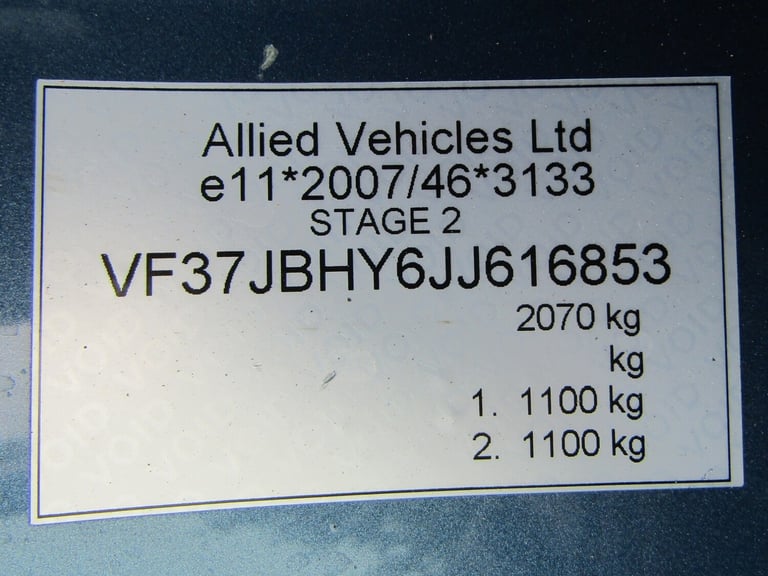 Allied Vehicles Ltd
e11*2007/46*3133
STAGE 2
VF37JBHY6JJ616853
2070 kg
kg
1. 1100 kg
2. 1100 kg